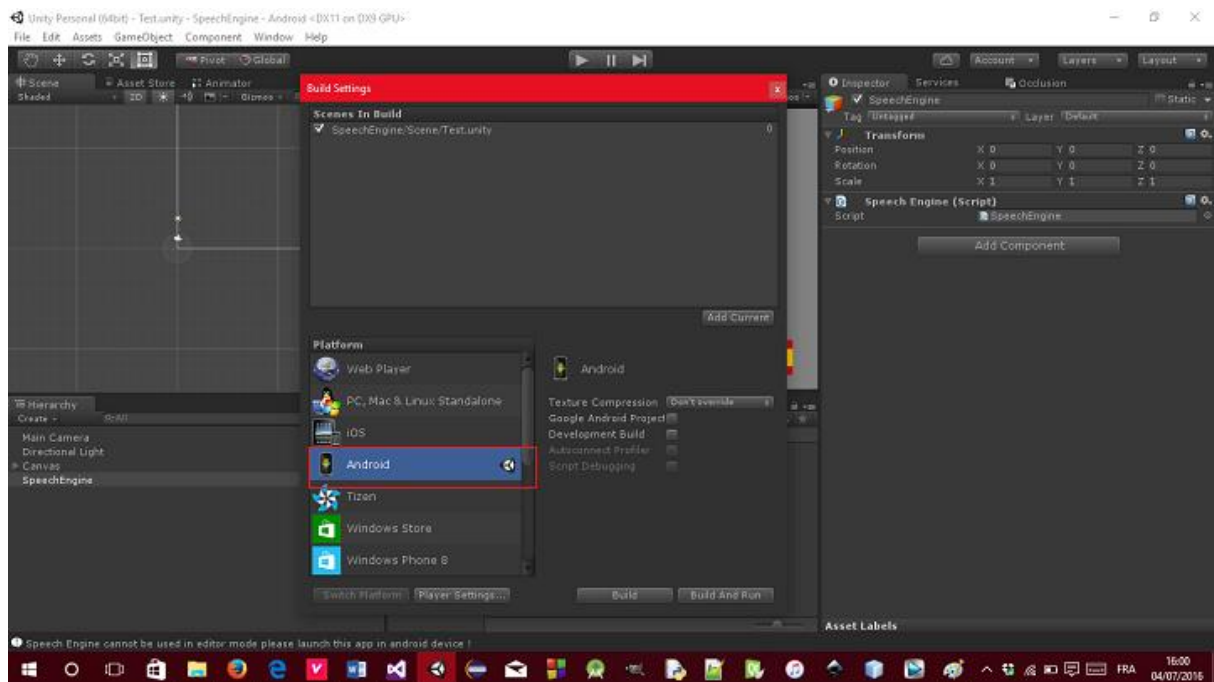 Unity Personal (64bit) - Test.unity - SpeechEngine - Android <DX11 on DX9 GPU>
File Edit Assets GameObject Component Window Help
Pivot Global
Account Layers Layout
Scene Asset Store Animator
Build Settings
Inspector Services Occlusion
Shaded 2D Gizmos
SpeechEngine Static
Scenes In Build
Tag Untagged Layer Default
SpeechEngine/Scene/Test.unity 0
Transform
Position X 0 Y 0 Z 0
Rotation X 0 Y 0 Z 0
Scale X 1 Y 1 Z 1
Speech Engine (Script)
Script SpeechEngine
Add Component
Add Current
Platform
Web Player
Android
PC, Mac & Linux Standalone
Texture Compression Don't override
Google Android Project
iOS
Development Build
Autoconnect Profiler
Script Debugging
Android
Tizen
Windows Store
Windows Phone 8
Hierarchy
Create All
Main Camera
Directional Light
Canvas
SpeechEngine
Switch Platform Player Settings... Build Build And Run
Asset Labels
Speech Engine cannot be used in editor mode please launch this app in android device !
FRA 16:00
04/07/2016